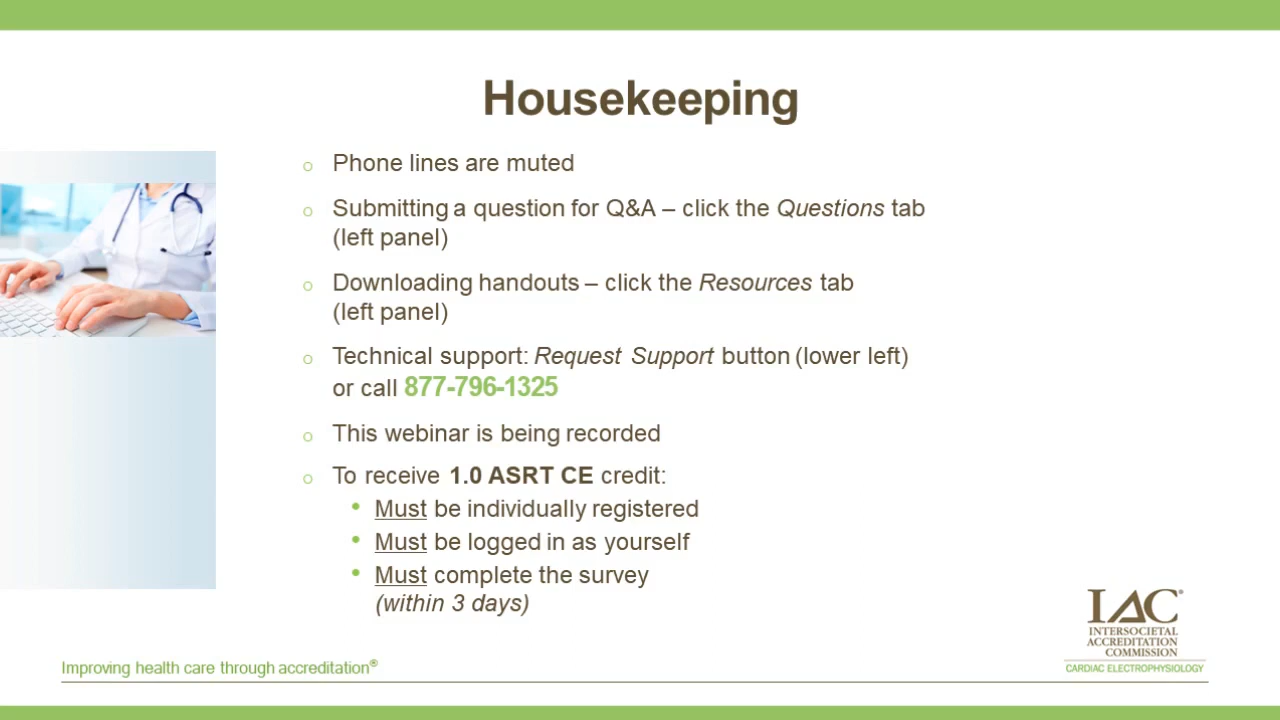 Housekeeping
Phone lines are muted
Submitting a question for Q&A – click the Questions tab
(left panel)
Downloading handouts – click the Resources tab
(left panel)
Technical support: Request Support button (lower left)
or call 877-796-1325
This webinar is being recorded
To receive 1.0 ASRT CE credit:
Must be individually registered
Must be logged in as yourself
Must complete the survey
(within 3 days)
IAC®
INTERSOCIETAL
ACCREDITATION
COMMISSION
CARDIAC ELECTROPHYSIOLOGY
Improving health care through accreditation®